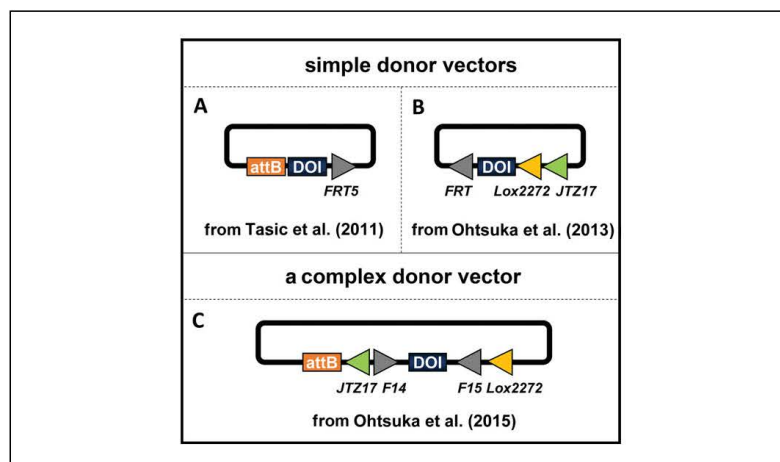 simple donor vectors
A
attB DOI
FRT5
from Tasic et al. (2011)
B
DOI
FRT Lox2272 JTZ17
from Ohtsuka et al. (2013)
a complex donor vector
C
attB DOI
JTZ17 F14 F15 Lox2272
from Ohtsuka et al. (2015)